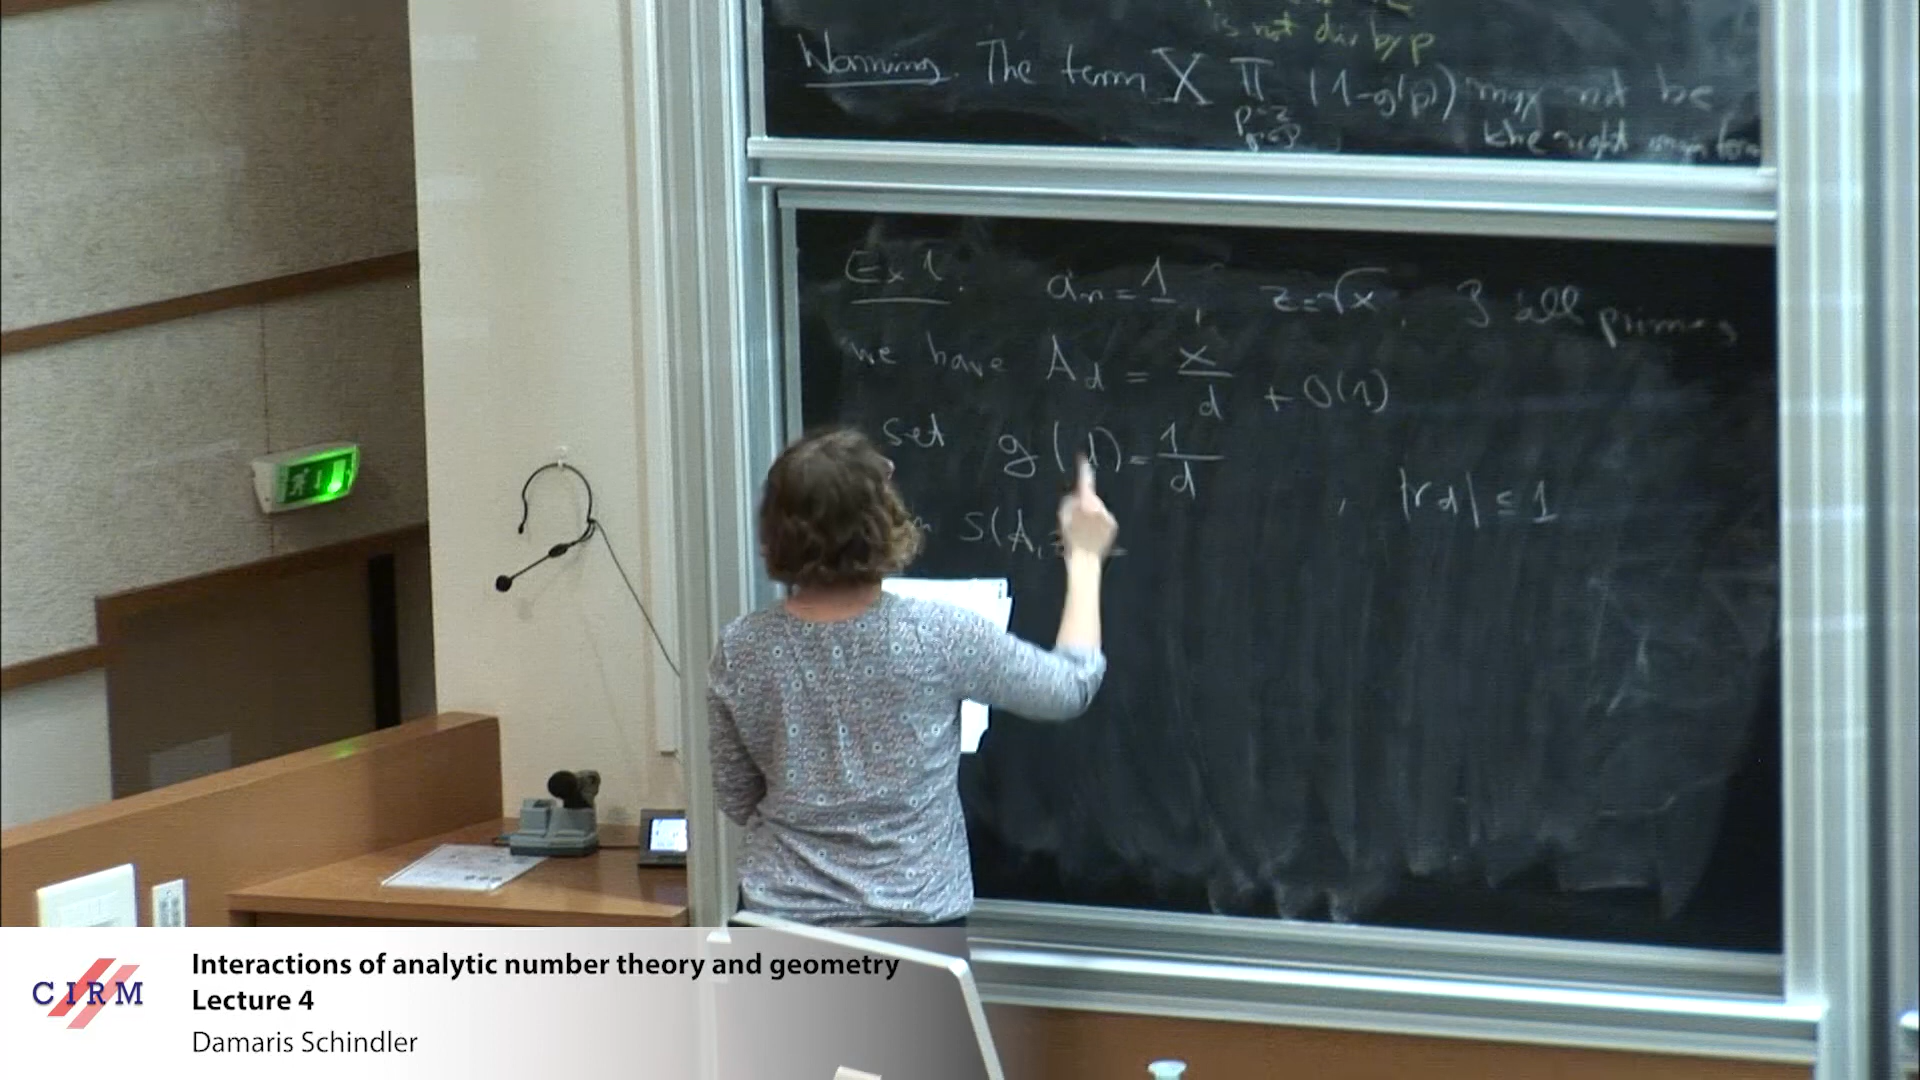 is not div by p
Warning. The term X ∏ (1-g(p)) may not be
p<z
the right main term
Ex 1. aₙ = 1, z=√x, P all primes
we have A_d = x/d + O(1)
set g(d) = 1/d, |r_d| ≤ 1
S(A, z
CIRM
Interactions of analytic number theory and geometry
Lecture 4
Damaris Schindler